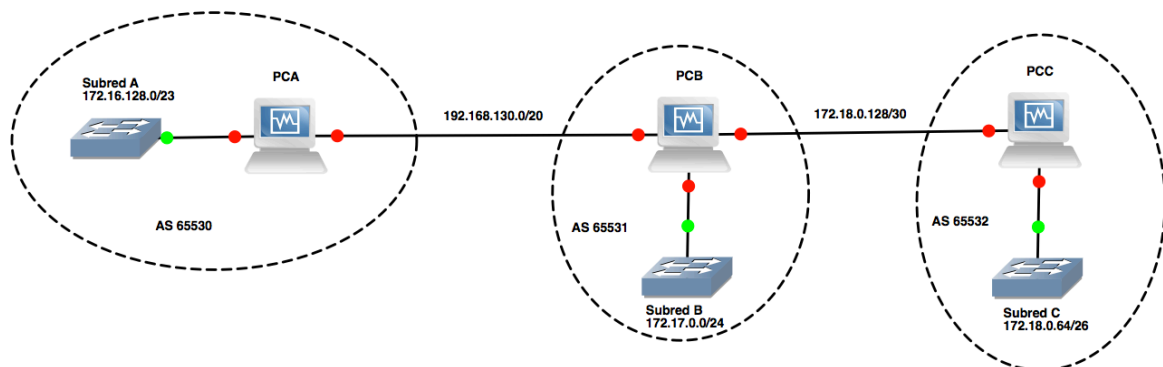 Subred A
172.16.128.0/23
PCA
AS 65530
192.168.130.0/20
PCB
AS 65531
Subred B
172.17.0.0/24
172.18.0.128/30
PCC
AS 65532
Subred C
172.18.0.64/26